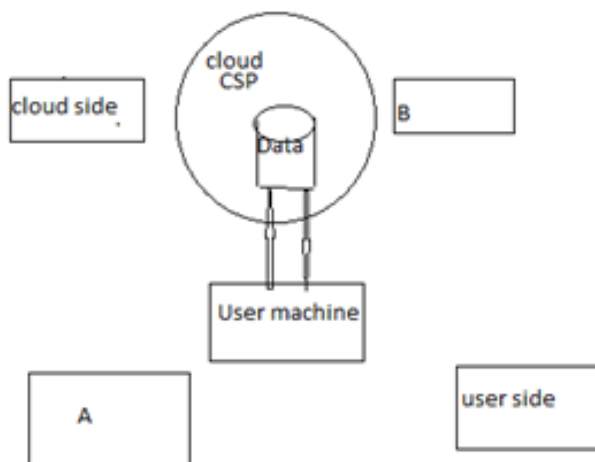 cloud
CSP
cloud side
B
Data
User machine
A
user side